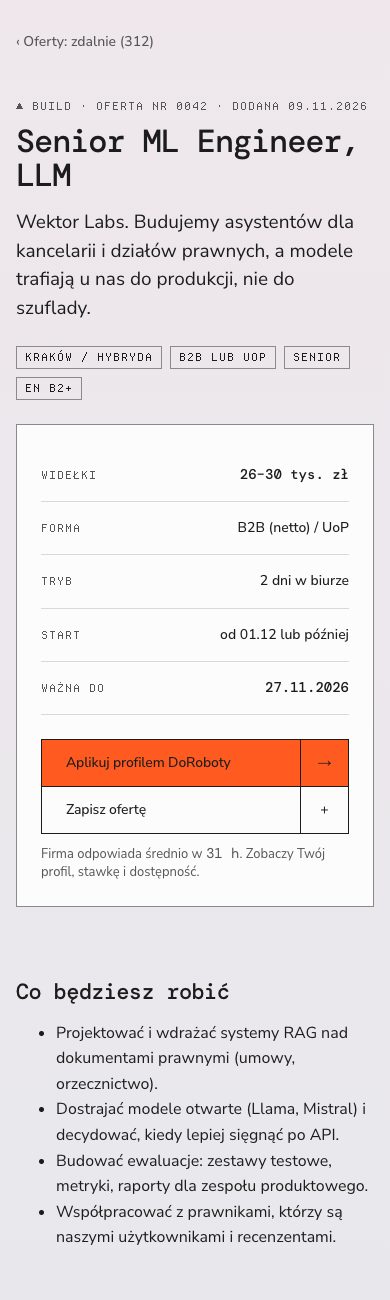 ‹ Oferty: zdalnie (312)
▲ BUILD · OFERTA NR 0042 · DODANA 09.11.2026
Senior ML Engineer,
LLM
Wektor Labs. Budujemy asystentów dla
kancelarii i działów prawnych, a modele
trafiają u nas do produkcji, nie do
szuflady.
KRAKÓW / HYBRYDA
B2B LUB UOP
SENIOR
EN B2+
WIDEŁKI 26–30 tys. zł
FORMA B2B (netto) / UoP
TRYB 2 dni w biurze
START od 01.12 lub później
WAŻNA DO 27.11.2026
Aplikuj profilem DoRoboty →
Zapisz ofertę +
Firma odpowiada średnio w 31 h. Zobaczy Twój
profil, stawkę i dostępność.
Co będziesz robić
• Projektować i wdrażać systemy RAG nad
dokumentami prawnymi (umowy,
orzecznictwo).
• Dostrajać modele otwarte (Llama, Mistral) i
decydować, kiedy lepiej sięgnąć po API.
• Budować ewaluacje: zestawy testowe,
metryki, raporty dla zespołu produktowego.
• Współpracować z prawnikami, którzy są
naszymi użytkownikami i recenzentami.